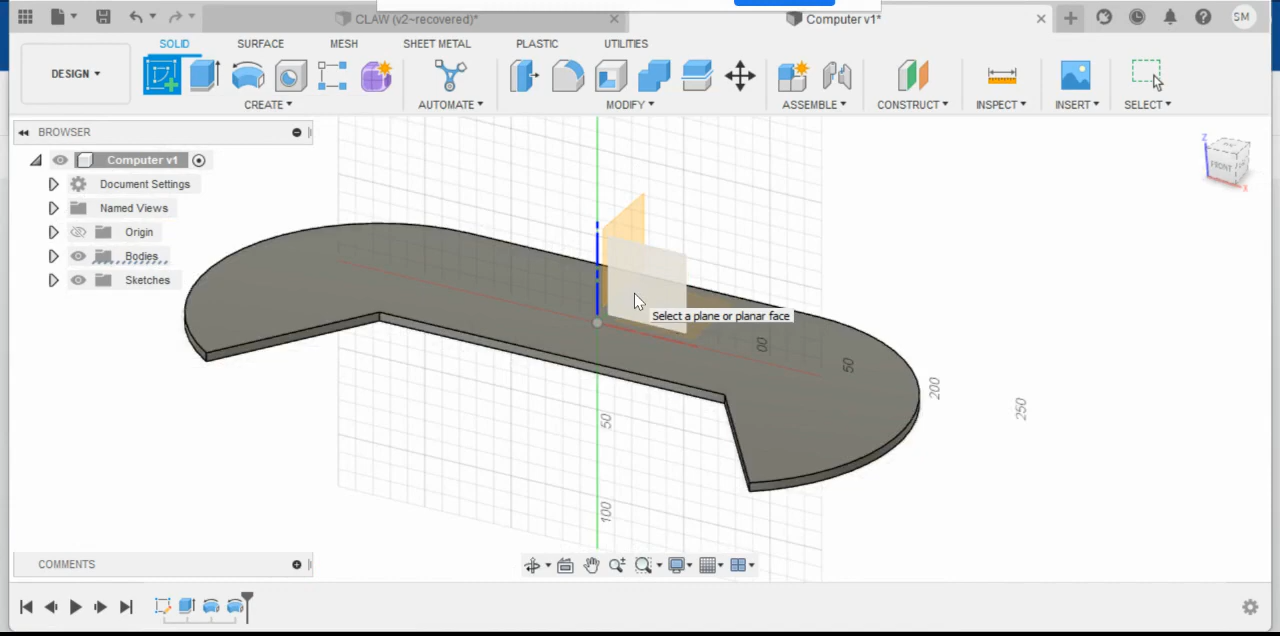 CLAW (v2~recovered)*
Computer v1*
SM
DESIGN
SOLID
SURFACE
MESH
SHEET METAL
PLASTIC
UTILITIES
CREATE
AUTOMATE
MODIFY
ASSEMBLE
CONSTRUCT
INSPECT
INSERT
SELECT
BROWSER
Computer v1
Document Settings
Named Views
Origin
Bodies
Sketches
Z
FRONT
X
Select a plane or planar face
00
50
200
250
50
100
COMMENTS